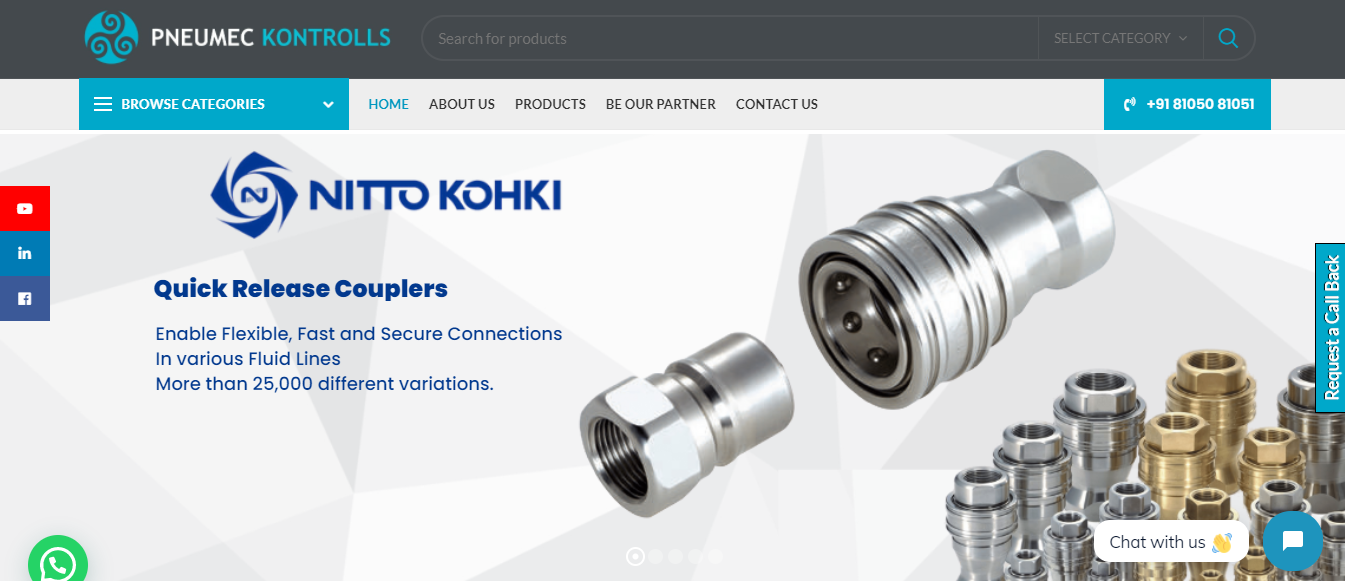 PNEUMEC KONTROLLS
Search for products
SELECT CATEGORY
BROWSE CATEGORIES
HOME
ABOUT US
PRODUCTS
BE OUR PARTNER
CONTACT US
+91 81050 81051
NITTO KOHKI
Quick Release Couplers
Enable Flexible, Fast and Secure Connections
In various Fluid Lines
More than 25,000 different variations.
Request a Call Back
Chat with us 👋